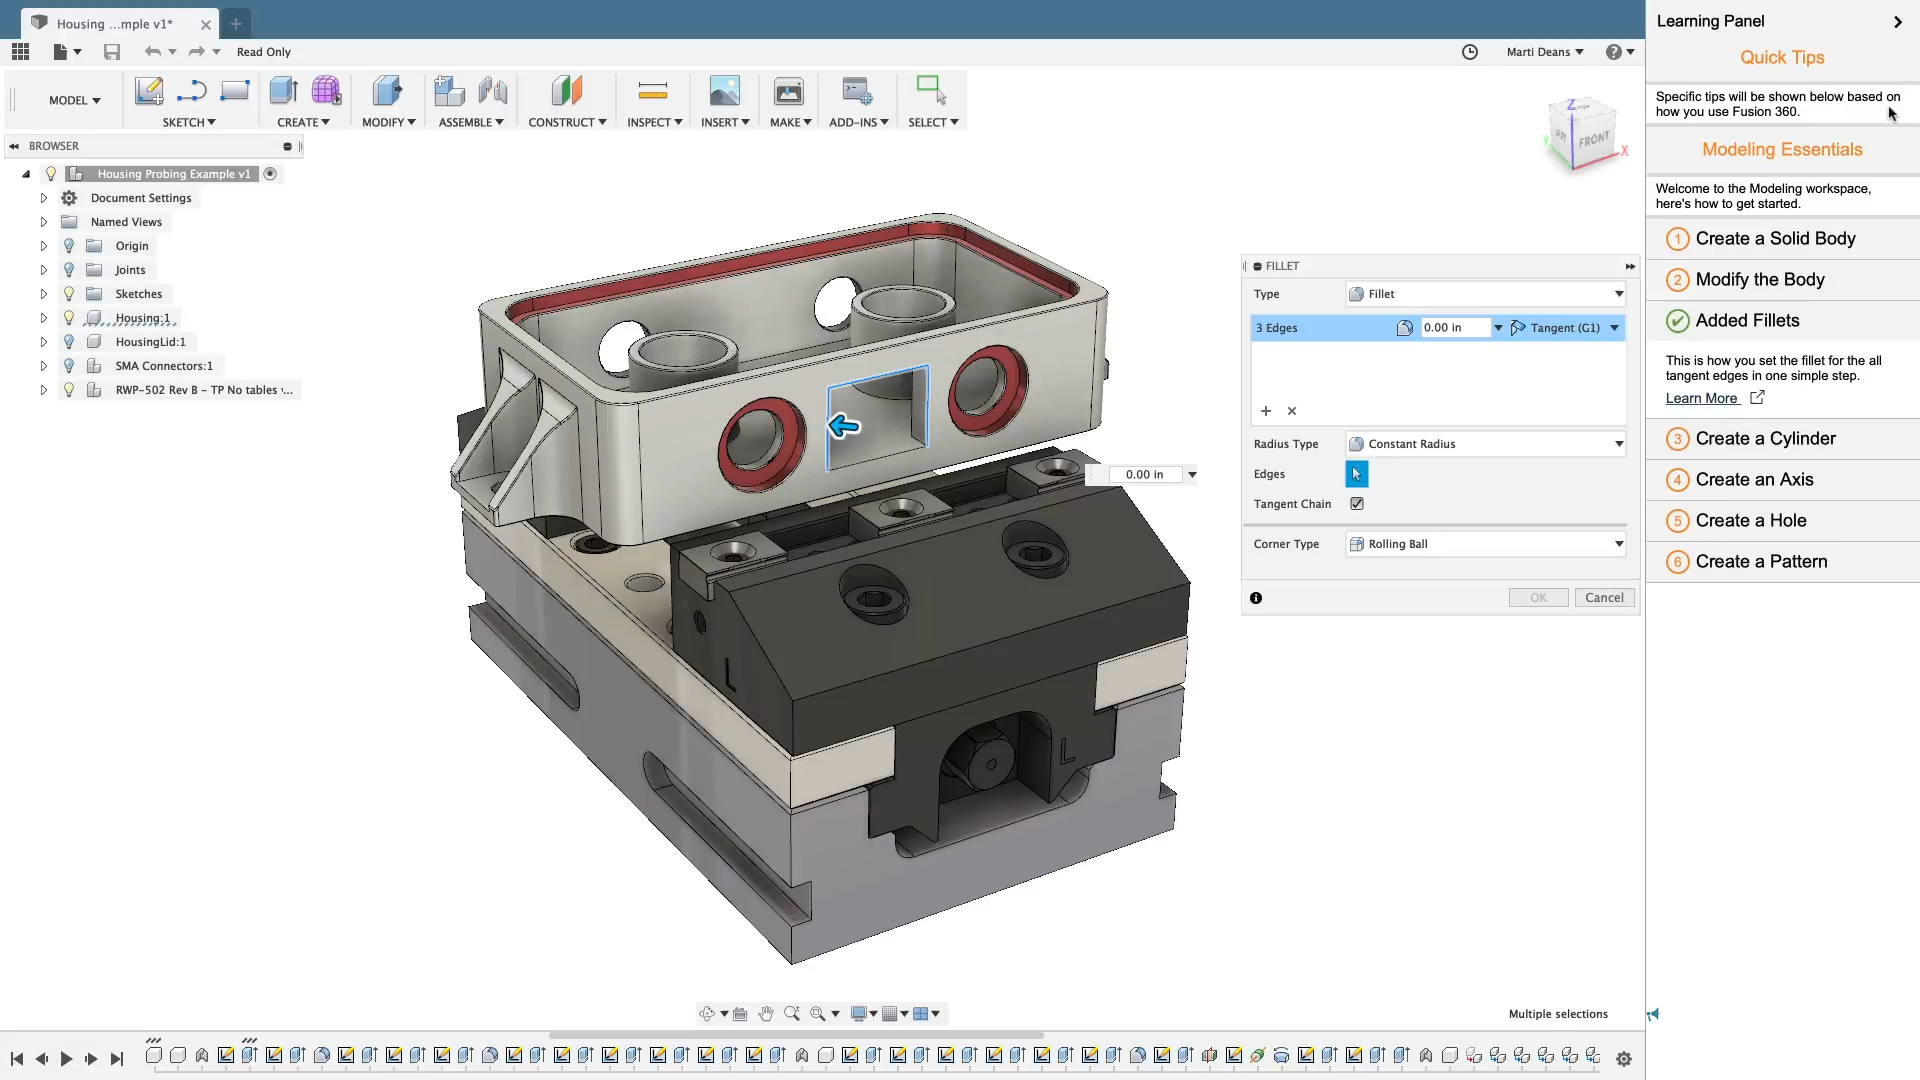 Housing ...mple v1*
Learning Panel
Quick Tips
Read Only
Marti Deans
Specific tips will be shown below based on
how you use Fusion 360.
MODEL
SKETCH
CREATE
MODIFY
ASSEMBLE
CONSTRUCT
INSPECT
INSERT
MAKE
ADD-INS
SELECT
BROWSER
Housing Probing Example v1
Document Settings
Named Views
Origin
Joints
Sketches
Housing:1
HousingLid:1
SMA Connectors:1
RWP-502 Rev B - TP No tables
Z
FRONT
X
Y
Modeling Essentials
Welcome to the Modeling workspace,
here's how to get started.
1 Create a Solid Body
2 Modify the Body
Added Fillets
This is how you set the fillet for the all
tangent edges in one simple step.
Learn More
3 Create a Cylinder
4 Create an Axis
5 Create a Hole
6 Create a Pattern
FILLET
Type
Fillet
3 Edges
0.00 in
Tangent (G1)
Radius Type
Constant Radius
Edges
Tangent Chain
Corner Type
Rolling Ball
OK
Cancel
0.00 in
L
L
Multiple selections